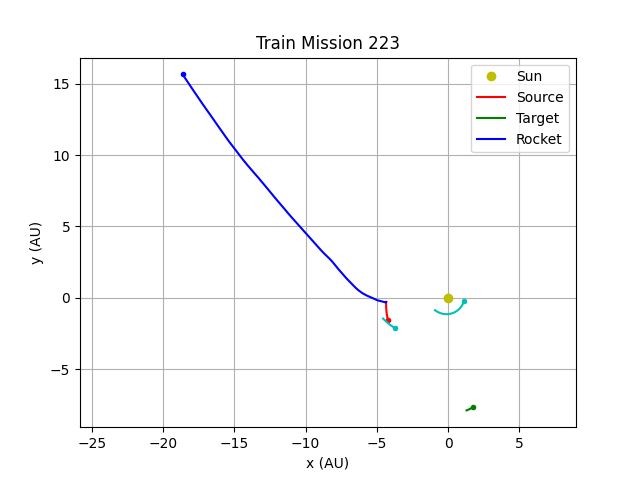 Train Mission 223
Sun
Source
Target
Rocket
15
10
5
0
−5
y (AU)
−25
−20
−15
−10
−5
0
5
x (AU)